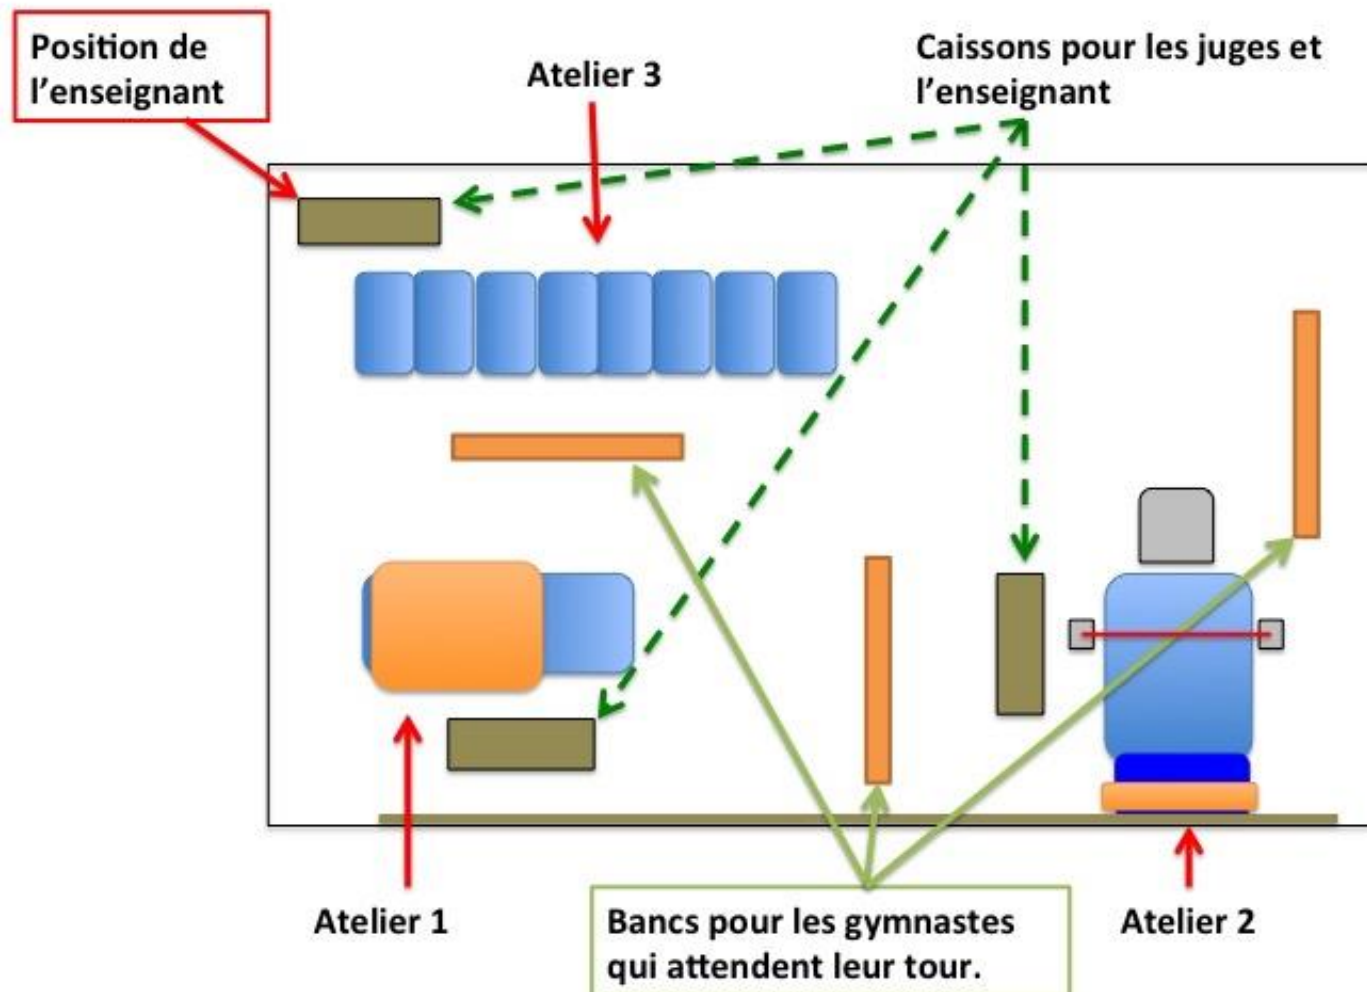 Position de
l’enseignant
Atelier 3
Caissons pour les juges et
l’enseignant
Atelier 1
Bancs pour les gymnastes
qui attendent leur tour.
Atelier 2